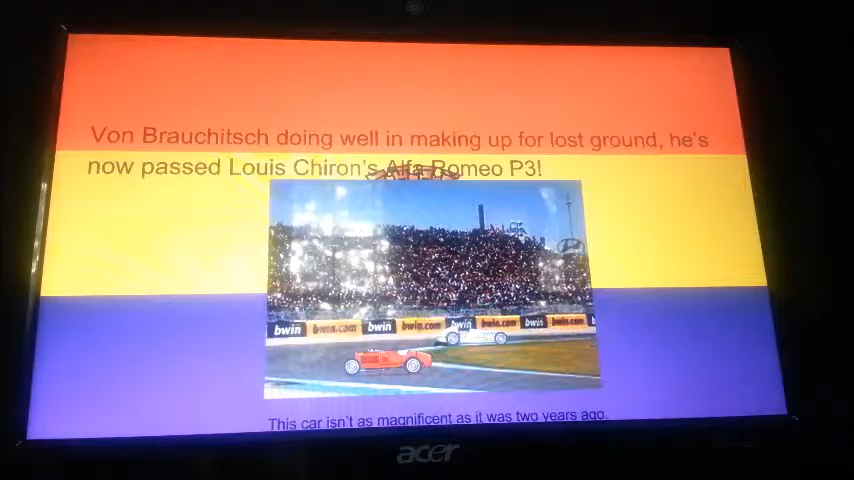 Von Brauchitsch doing well in making up for lost ground, he's
now passed Louis Chiron's Alfa Romeo P3!
bwin bwin.com bwin bwin.com bwin bwin.com bwin bwin.com
This car isn't as magnificent as it was two years ago.
acer